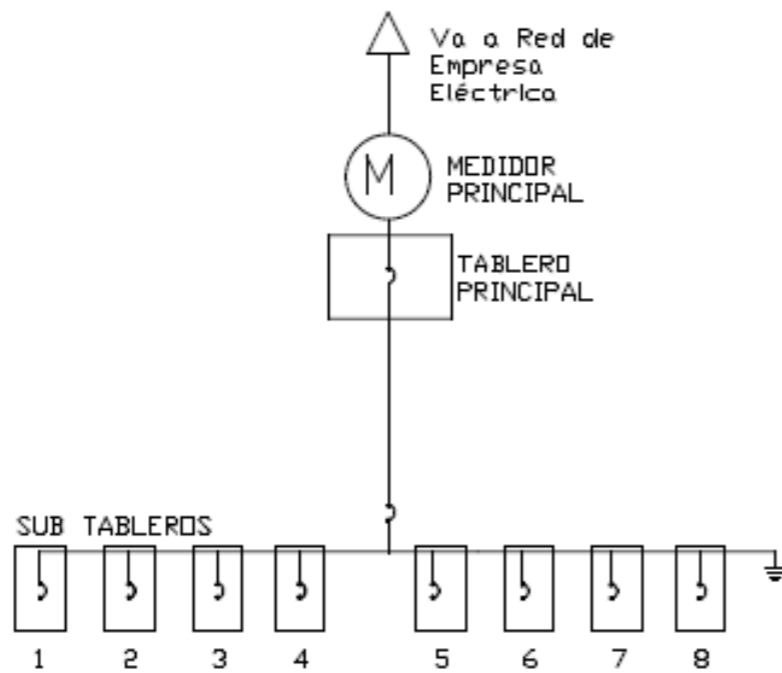 Va a Red de
Empresa
Eléctrica
M
MEDIDOR
PRINCIPAL
TABLERO
PRINCIPAL
SUB TABLEROS
1 2 3 4 5 6 7 8